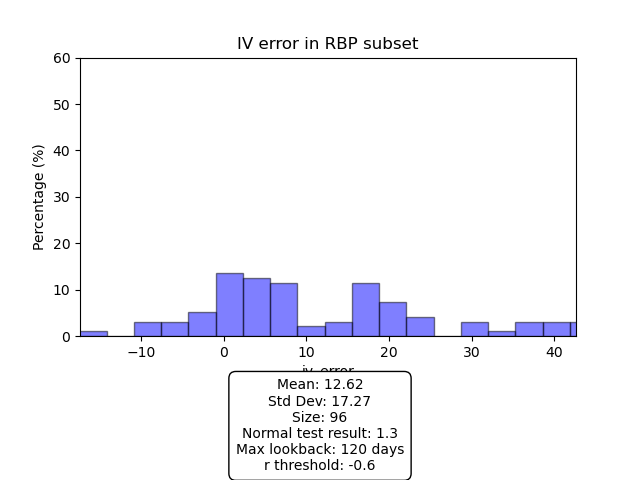 IV error in RBP subset
Percentage (%)
60
50
40
30
20
10
0
−10 0 10 20 30 40
iv_error
Mean: 12.62
Std Dev: 17.27
Size: 96
Normal test result: 1.3
Max lookback: 120 days
r threshold: -0.6